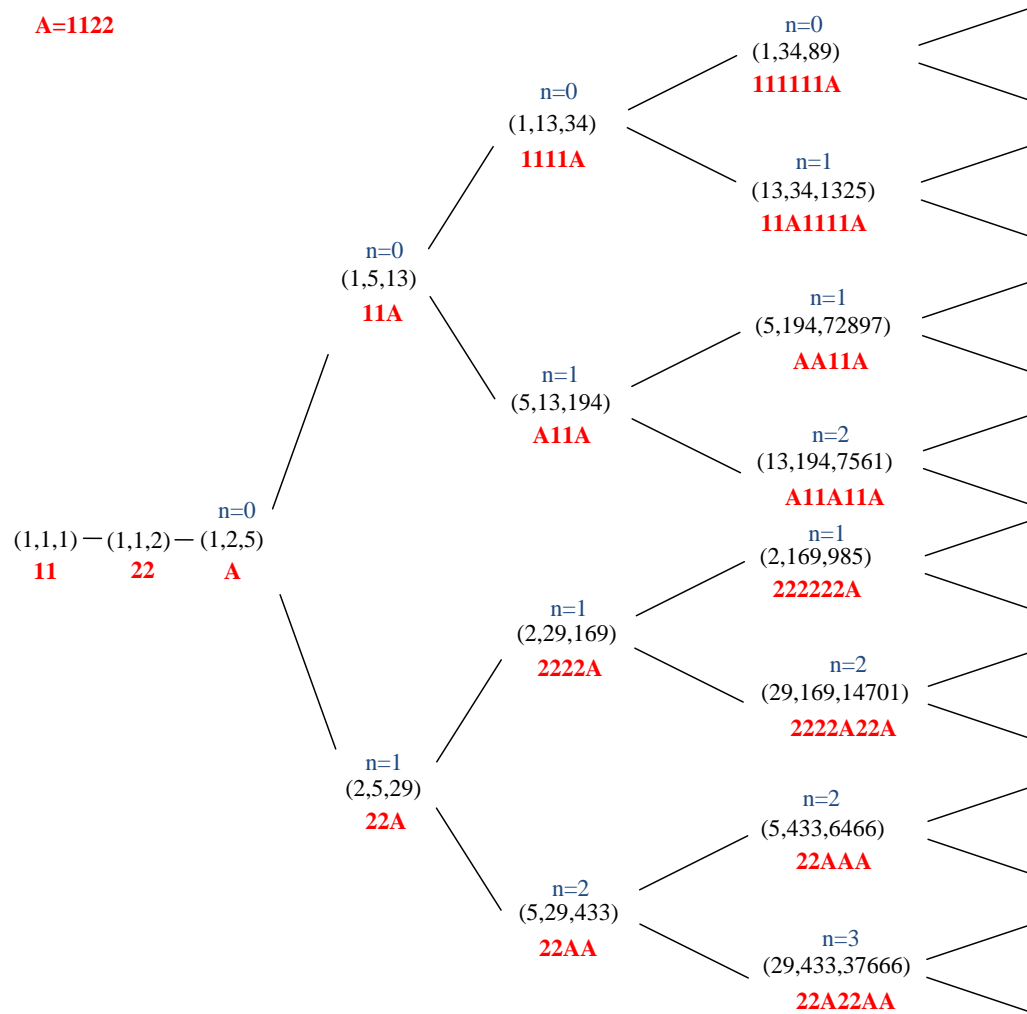 A=1122
n=0
(1,34,89)
111111A
n=0
(1,13,34)
1111A
n=1
(13,34,1325)
11A1111A
n=0
(1,5,13)
11A
n=1
(5,194,72897)
AA11A
n=1
(5,13,194)
A11A
n=2
(13,194,7561)
A11A11A
n=0
(1,1,1)
(1,1,2)
(1,2,5)
11
22
A
n=1
(2,169,985)
222222A
n=1
(2,29,169)
2222A
n=2
(29,169,14701)
2222A22A
n=1
(2,5,29)
22A
n=2
(5,433,6466)
22AAA
n=2
(5,29,433)
22AA
n=3
(29,433,37666)
22A22AA